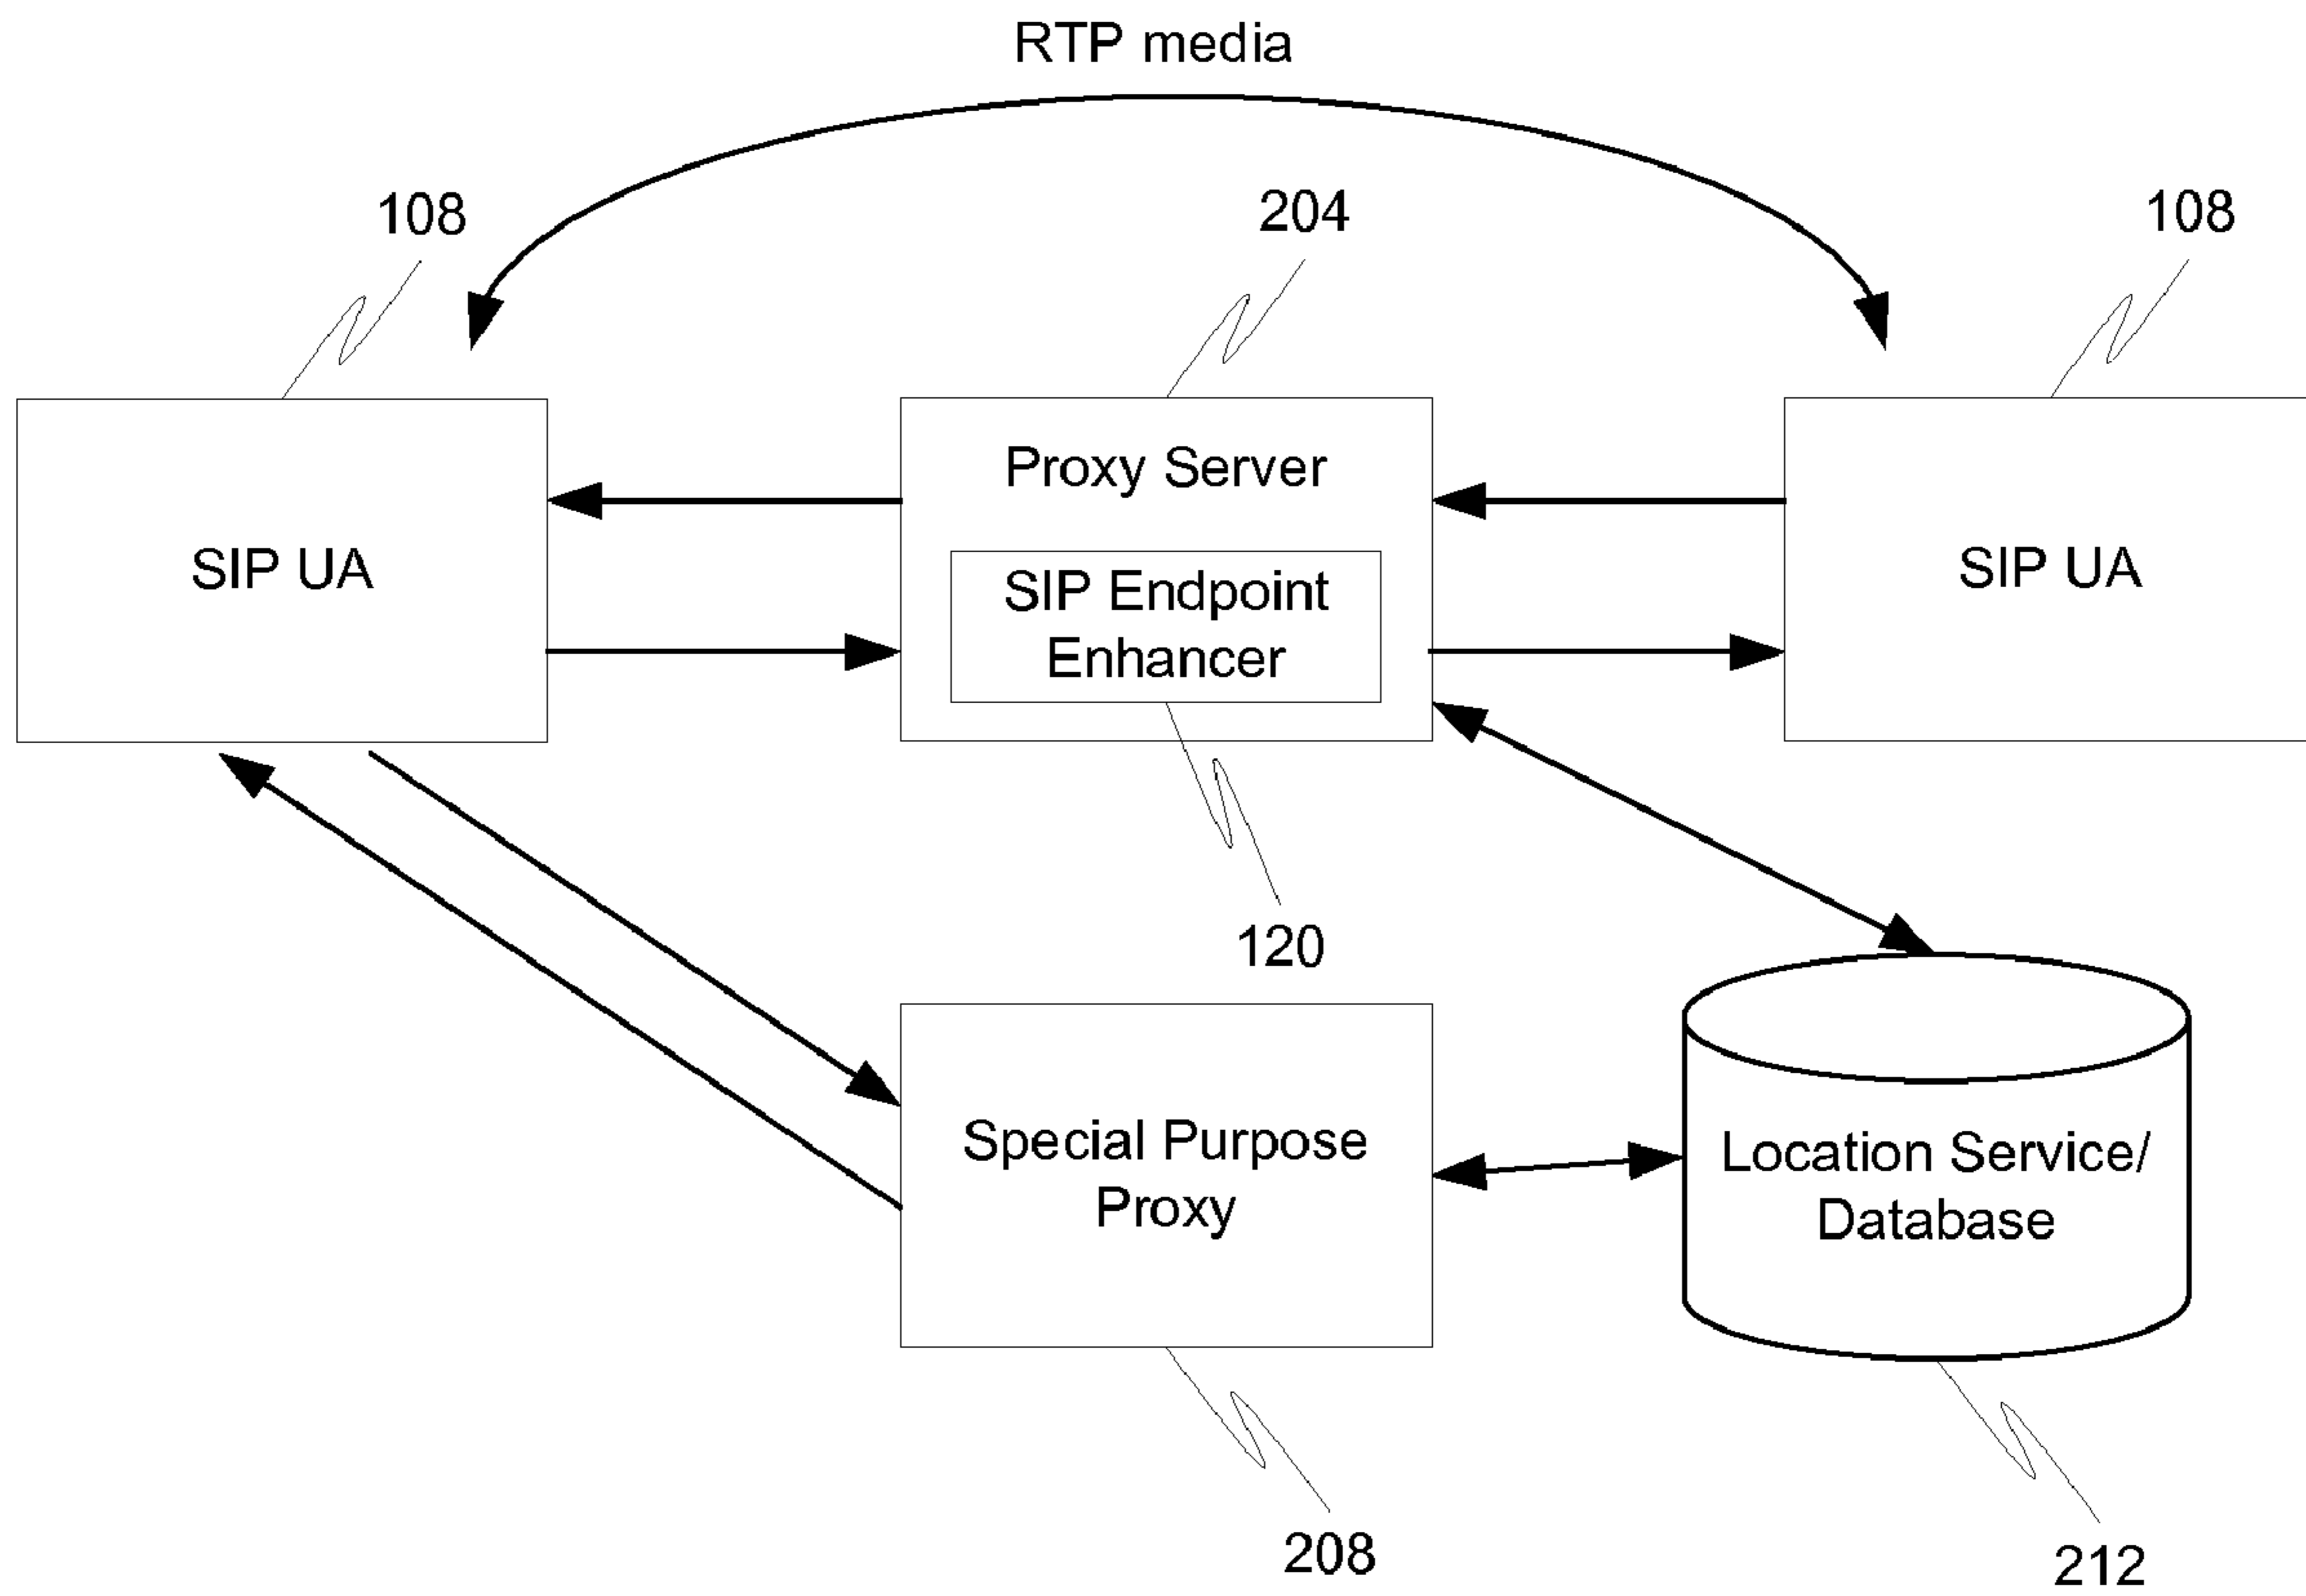 RTP media
108
204
108
Proxy Server
SIP UA
SIP Endpoint
Enhancer
SIP UA
120
Special Purpose
Proxy
Location Service/
Database
208
212